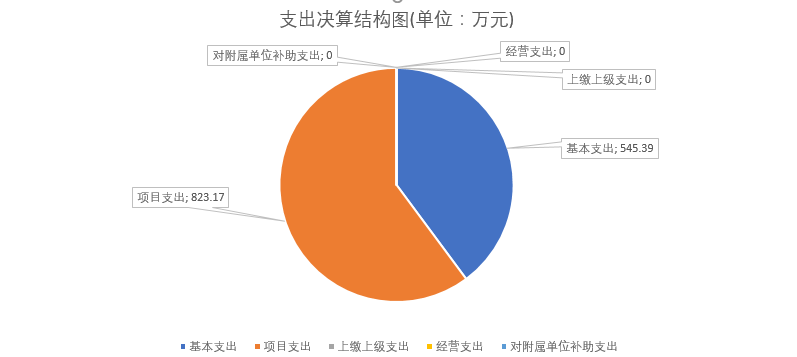 支出决算结构图(单位：万元)
对附属单位补助支出; 0
经营支出; 0
上缴上级支出; 0
基本支出; 545.39
项目支出; 823.17
基本支出 项目支出 上缴上级支出 经营支出 对附属单位补助支出